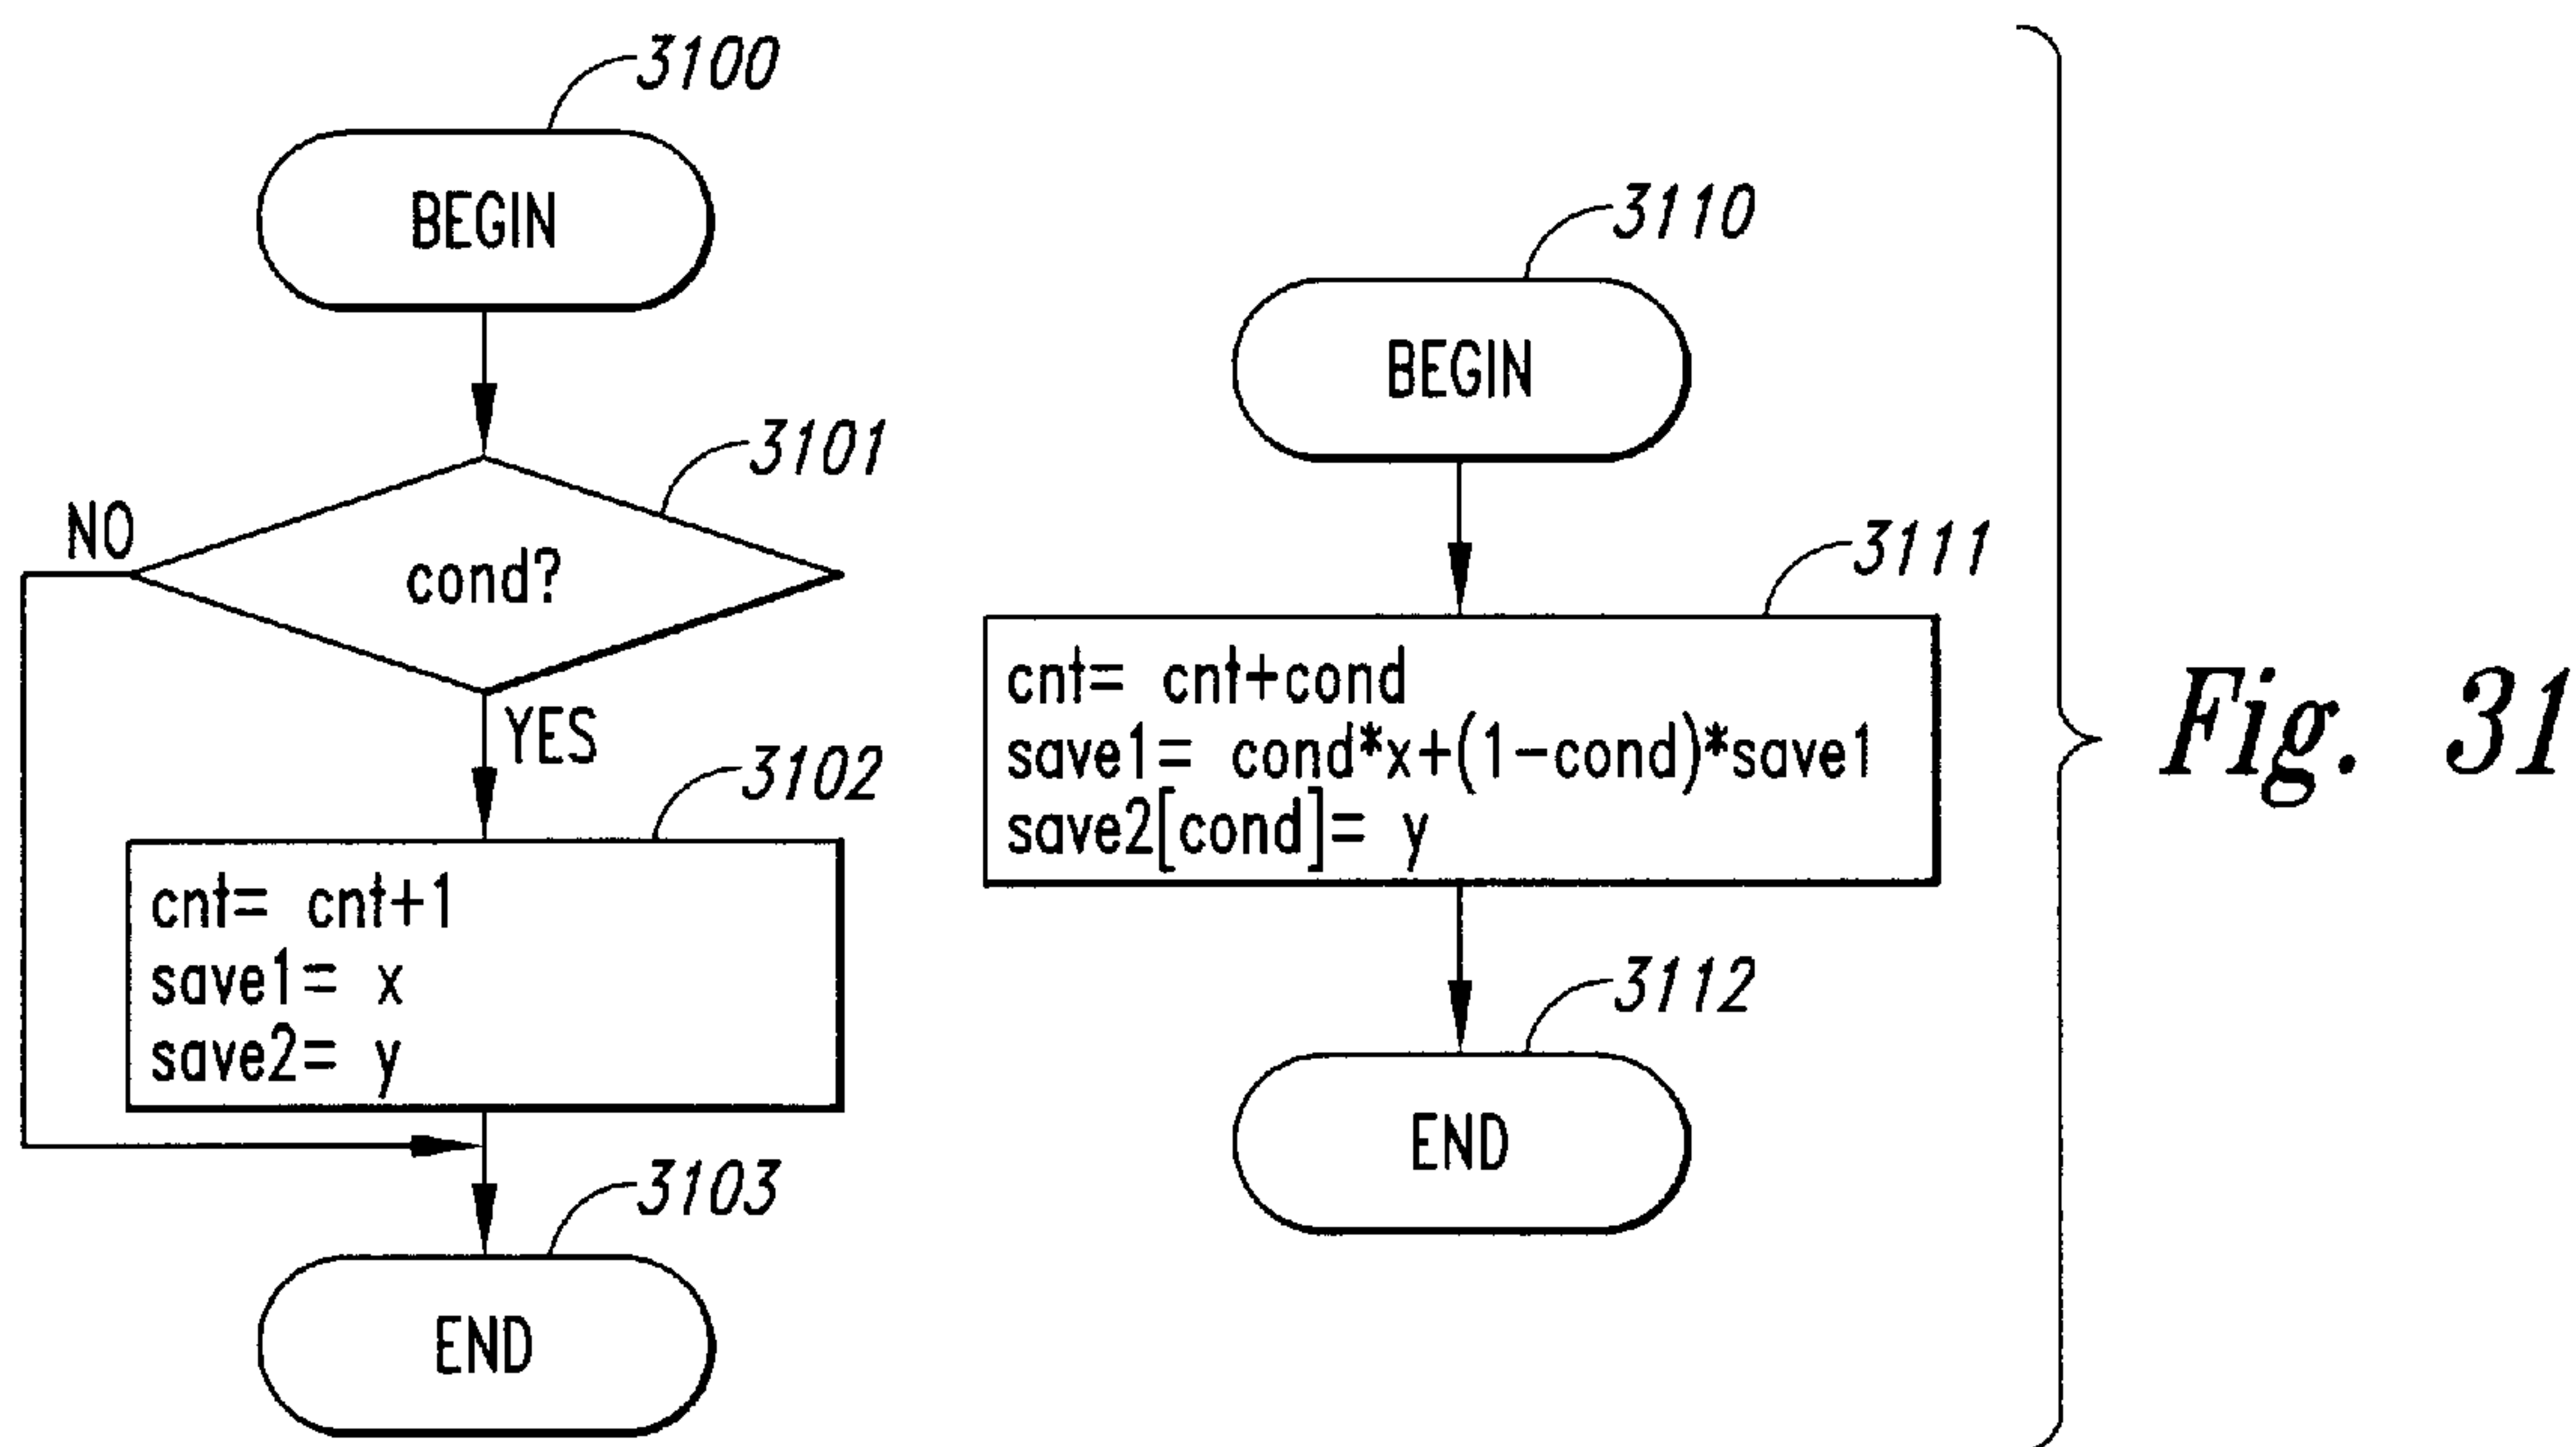 3100
BEGIN
3101
NO
cond?
YES
3102
cnt= cnt+1
save1= x
save2= y
3103
END
3110
BEGIN
3111
cnt= cnt+cond
save1= cond*x+(1-cond)*save1
save2[cond]= y
3112
END
Fig. 31